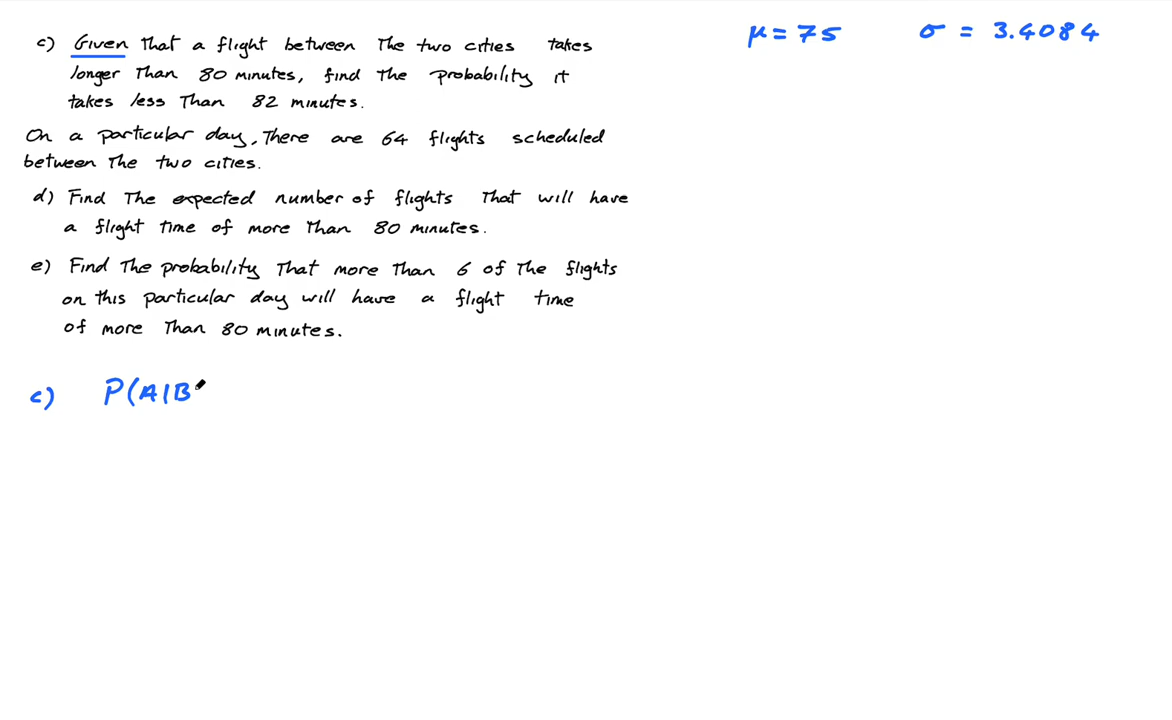 c) Given that a flight between the two cities takes
longer than 80 minutes, find the probability it
takes less than 82 minutes.
On a particular day, there are 64 flights scheduled
between the two cities.
d) Find the expected number of flights that will have
a flight time of more than 80 minutes.
e) Find the probability that more than 6 of the flights
on this particular day will have a flight time
of more than 80 minutes.
μ = 75 σ = 3.4084
c) P(A|B